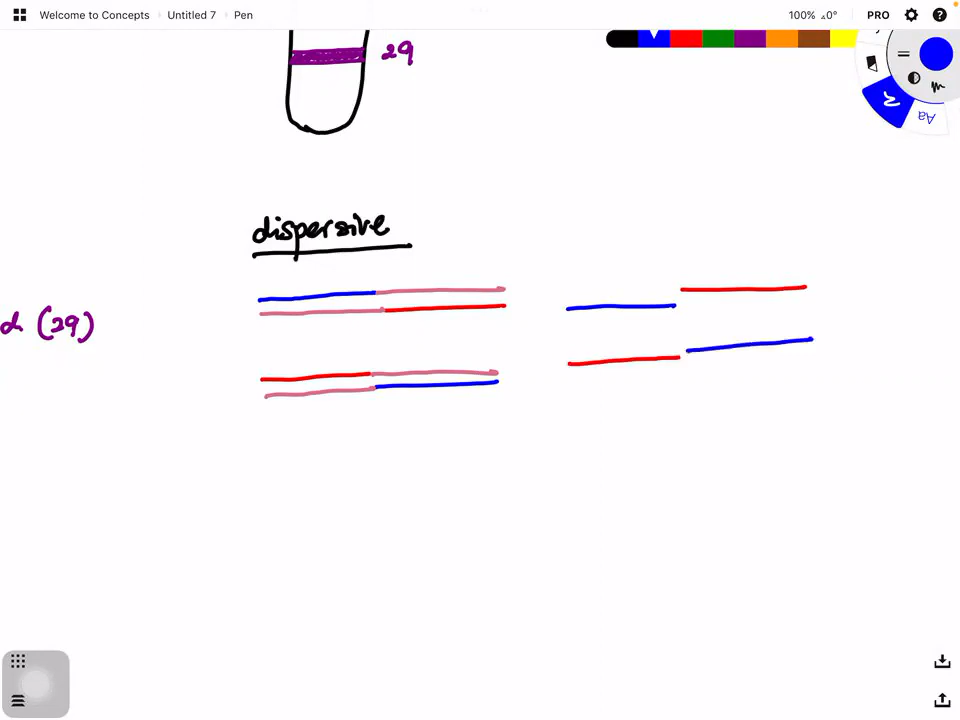 Welcome to Concepts Untitled 7 Pen 100% ⊿0° PRO
29
Aa
dispersive
d (29)